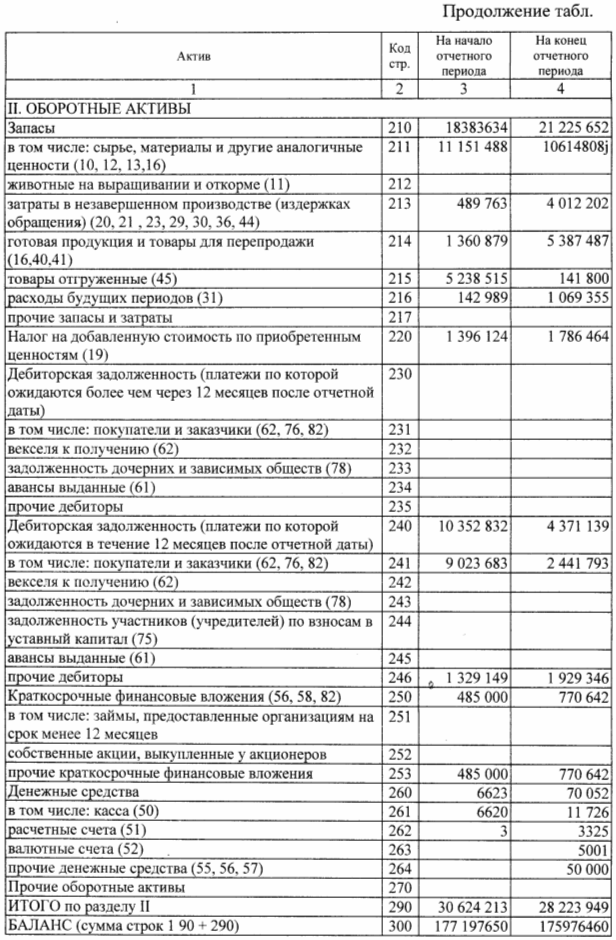 Продолжение табл.
Актив Код стр. На начало отчетного периода На конец отчетного периода
1 2 3 4
II. ОБОРОТНЫЕ АКТИВЫ
Запасы 210 18383634 21 225 652
в том числе: сырье, материалы и другие аналогичные 211 11 151 488 10614808j
ценности (10, 12, 13,16)
животные на выращивании и откорме (11) 212
затраты в незавершенном производстве (издержках 213 489 763 4 012 202
обращения) (20, 21 , 23, 29, 30, 36, 44)
готовая продукция и товары для перепродажи 214 1 360 879 5 387 487
(16,40,41)
товары отгруженные (45) 215 5 238 515 141 800
расходы будущих периодов (31) 216 142 989 1 069 355
прочие запасы и затраты 217
Налог на добавленную стоимость по приобретенным 220 1 396 124 1 786 464
ценностям (19)
Дебиторская задолженность (платежи по которой 230
ожидаются более чем через 12 месяцев после отчетной
даты)
в том числе: покупатели и заказчики (62, 76, 82) 231
векселя к получению (62) 232
задолженность дочерних и зависимых обществ (78) 233
авансы выданные (61) 234
прочие дебиторы 235
Дебиторская задолженность (платежи по которой 240 10 352 832 4 371 139
ожидаются в течение 12 месяцев после отчетной даты)
в том числе: покупатели и заказчики (62, 76, 82) 241 9 023 683 2 441 793
векселя к получению (62) 242
задолженность дочерних и зависимых обществ (78) 243
задолженность участников (учредителей) по взносам в 244
уставный капитал (75)
авансы выданные (61) 245
прочие дебиторы 246 1 329 149 1 929 346
Краткосрочные финансовые вложения (56, 58, 82) 250 485 000 770 642
в том числе: займы, предоставленные организациям на 251
срок менее 12 месяцев
собственные акции, выкупленные у акционеров 252
прочие краткосрочные финансовые вложения 253 485 000 770 642
Денежные средства 260 6623 70 052
в том числе: касса (50) 261 6620 11 726
расчетные счета (51) 262 3 3325
валютные счета (52) 263 5001
прочие денежные средства (55, 56, 57) 264 50 000
Прочие оборотные активы 270
ИТОГО по разделу II 290 30 624 213 28 223 949
БАЛАНС (сумма строк 1 90 + 290) 300 177 197650 175976460